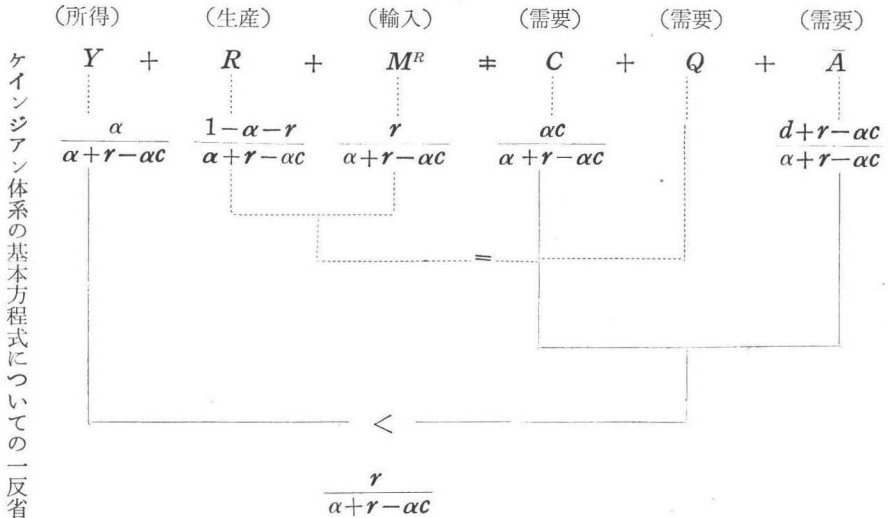 ケインジアン体系の基本方程式についての一反省
(所得) (生産) (輸入) (需要) (需要) (需要)
Y + R + Mᴿ ≠ C + Q + Ā
α/(α+r−αc) (1−α−r)/(α+r−αc) r/(α+r−αc) αc/(α+r−αc) (d+r−αc)/(α+r−αc)
=
<
r/(α+r−αc)